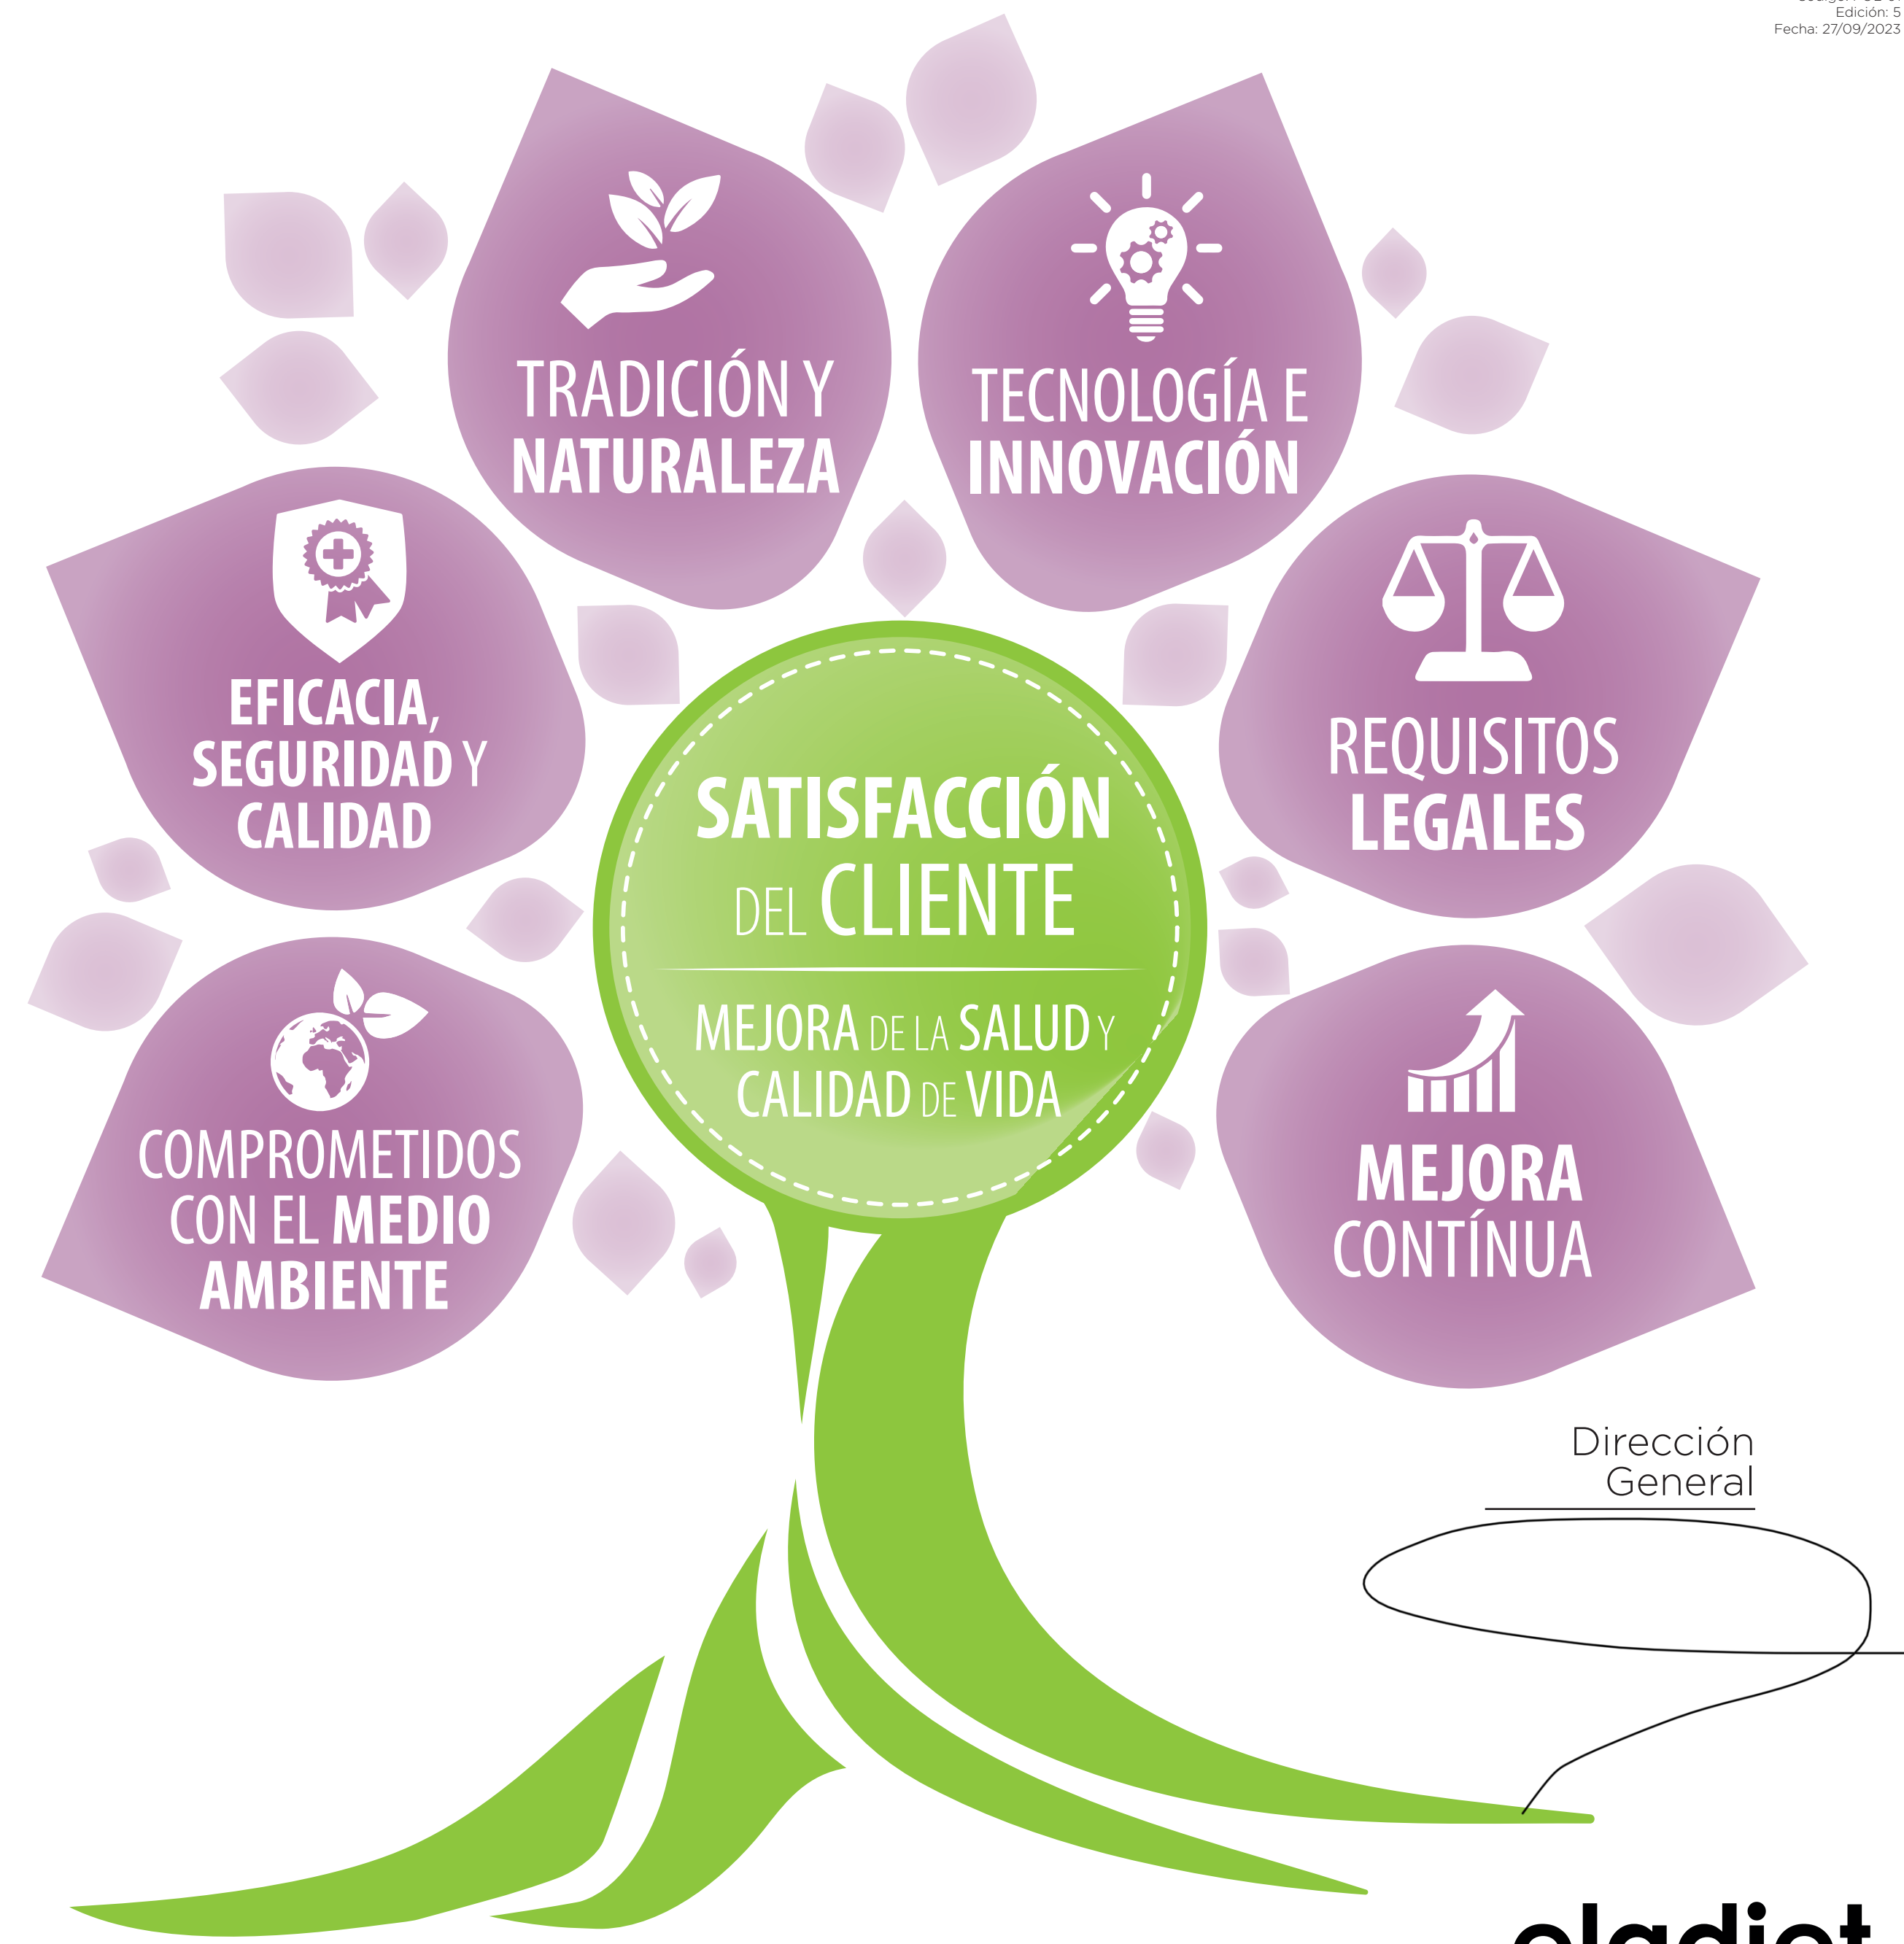 Edición: 5
Fecha: 27/09/2023
TRADICIÓN Y
NATURALEZA
TECNOLOGÍA E
INNOVACIÓN
EFICACIA,
SEGURIDAD Y
CALIDAD
REQUISITOS
LEGALES
SATISFACCIÓN
DEL CLIENTE
MEJORA DE LA SALUD Y
CALIDAD DE VIDA
COMPROMETIDOS
CON EL MEDIO
AMBIENTE
MEJORA
CONTÍNUA
Dirección
General
eladiet